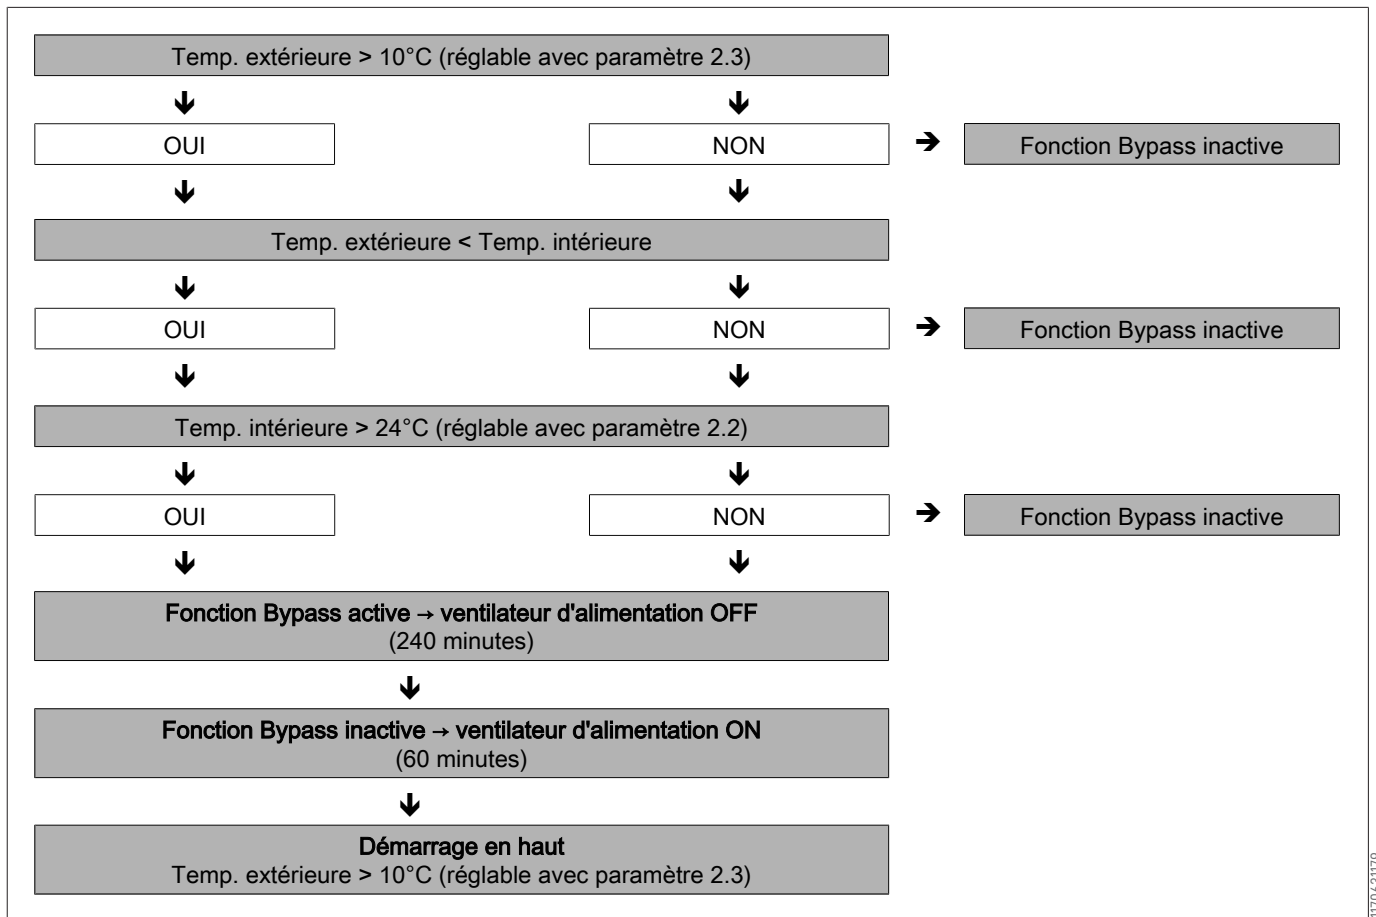 Temp. extérieure > 10°C (réglable avec paramètre 2.3)
OUI
NON
Fonction Bypass inactive
Temp. extérieure < Temp. intérieure
OUI
NON
Fonction Bypass inactive
Temp. intérieure > 24°C (réglable avec paramètre 2.2)
OUI
NON
Fonction Bypass inactive
Fonction Bypass active → ventilateur d'alimentation OFF
(240 minutes)
Fonction Bypass inactive → ventilateur d'alimentation ON
(60 minutes)
Démarrage en haut
Temp. extérieure > 10°C (réglable avec paramètre 2.3)